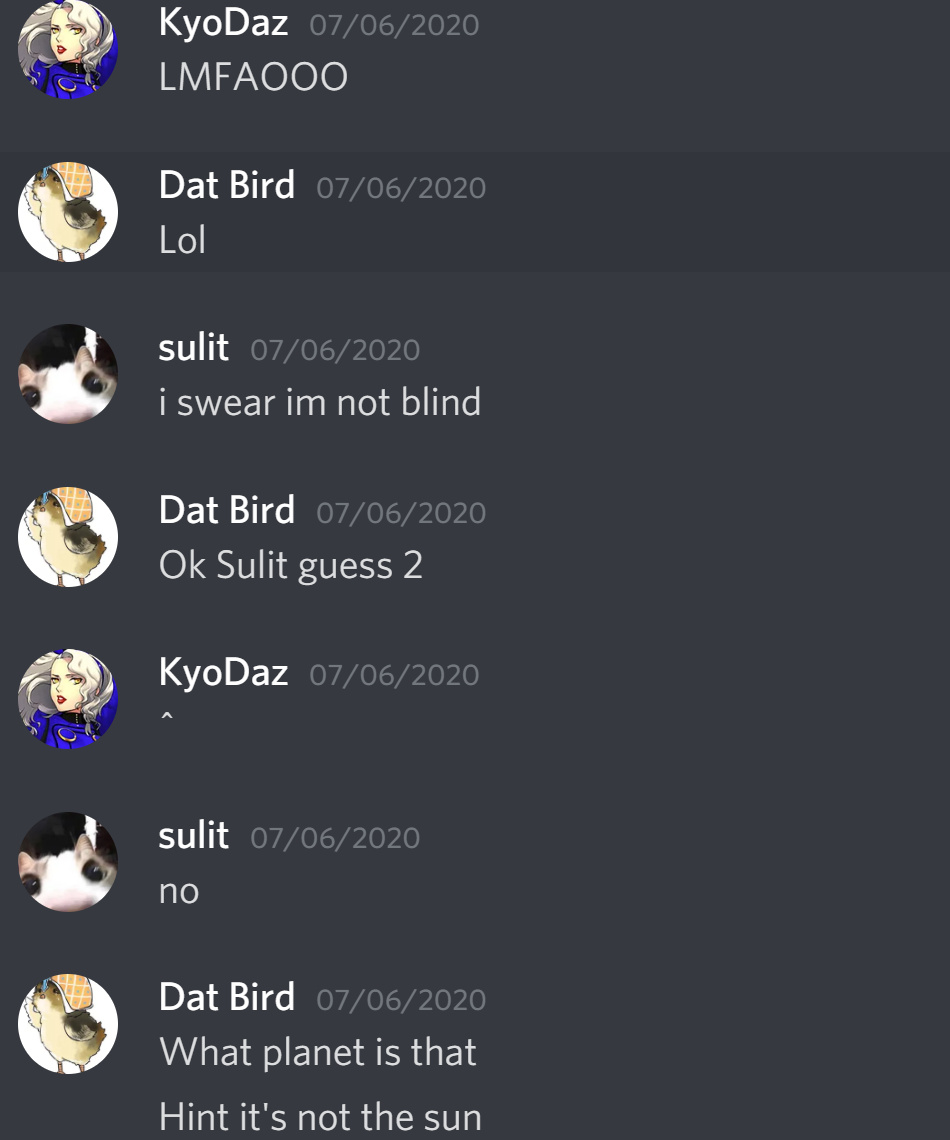 KyoDaz 07/06/2020
LMFAOOO
Dat Bird 07/06/2020
Lol
sulit 07/06/2020
i swear im not blind
Dat Bird 07/06/2020
Ok Sulit guess 2
KyoDaz 07/06/2020
^
sulit 07/06/2020
no
Dat Bird 07/06/2020
What planet is that
Hint it's not the sun